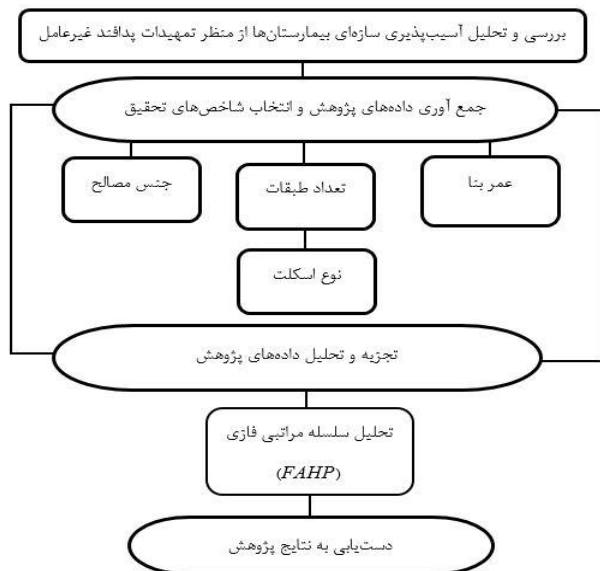 بررسی و تحلیل آسیب‌پذیری سازه‌ای بیمارستان‌ها از منظر تمهیدات پدافند غیرعامل
جمع آوری داده‌های پژوهش و انتخاب شاخص‌های تحقیق
عمر بنا
تعداد طبقات
جنس مصالح
نوع اسکلت
تجزیه و تحلیل داده‌های پژوهش
تحلیل سلسله مراتبی فازی
(FAHP)
دست‌یابی به نتایج پژوهش